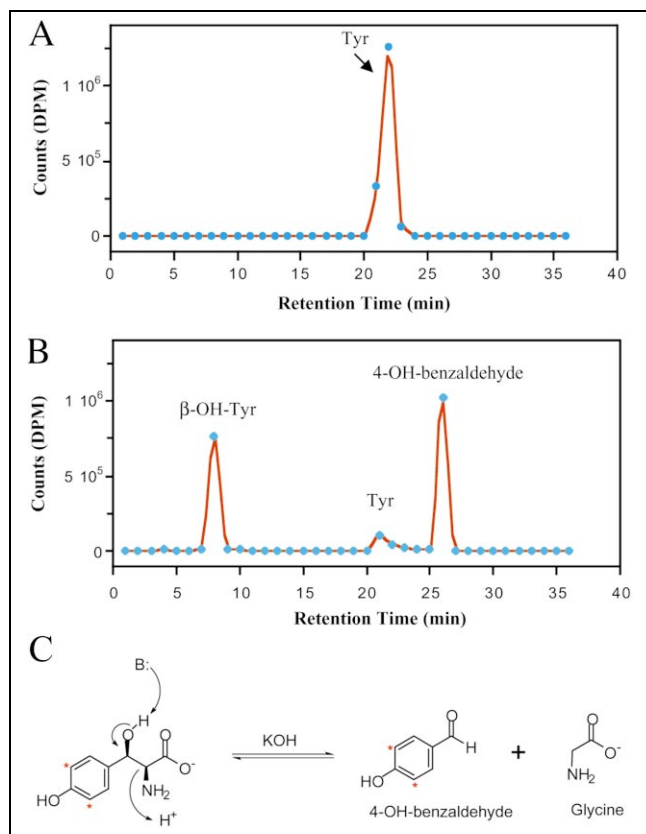 A
Tyr
Counts (DPM)
1 10⁶
5 10⁵
0
0 5 10 15 20 25 30 35 40
Retention Time (min)
B
4-OH-benzaldehyde
β-OH-Tyr
Tyr
Counts (DPM)
1 10⁶
5 10⁵
0
0 5 10 15 20 25 30 35 40
Retention Time (min)
C
B:
H
O
O
O⁻
NH₂
HO
H⁺
* *
KOH
O
H
HO
* *
4-OH-benzaldehyde
+
O
O⁻
NH₂
Glycine